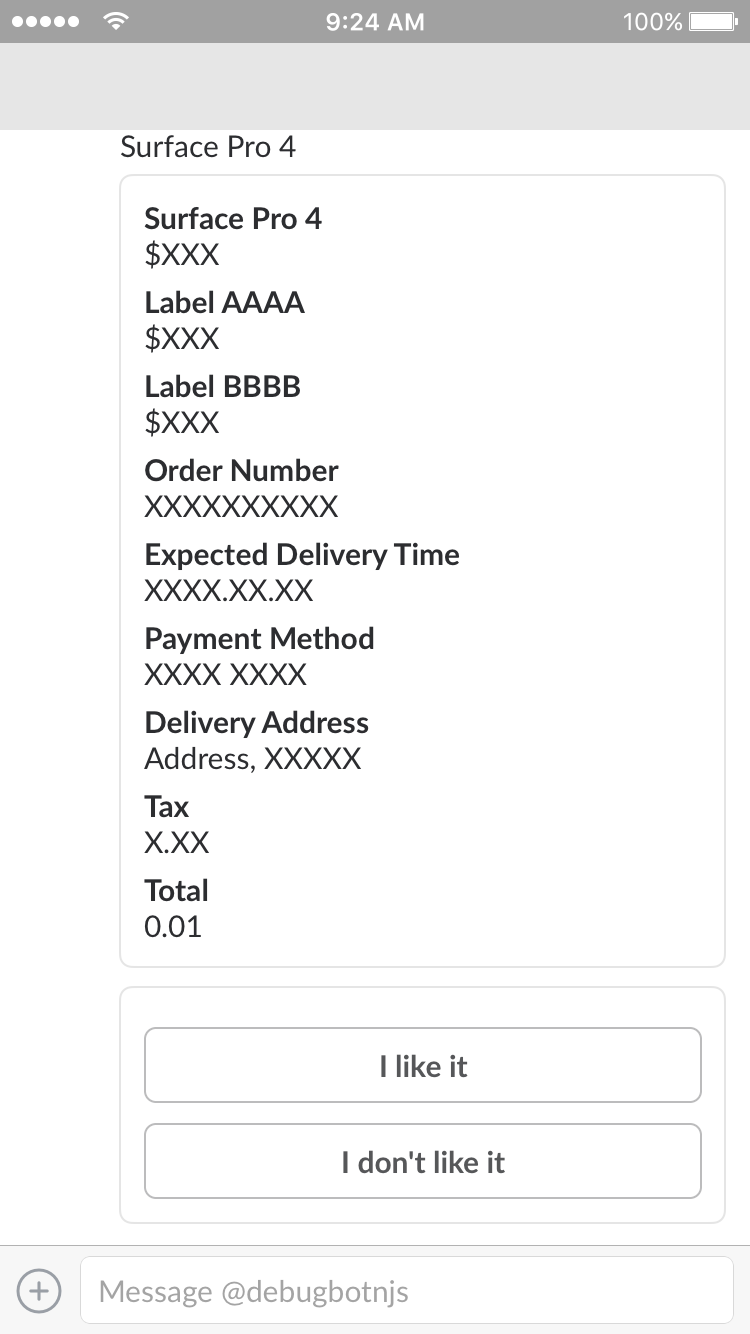 9:24 AM 100%
Surface Pro 4
Surface Pro 4
$XXX
Label AAAA
$XXX
Label BBBB
$XXX
Order Number
XXXXXXXXXX
Expected Delivery Time
XXXX.XX.XX
Payment Method
XXXX XXXX
Delivery Address
Address, XXXXX
Tax
X.XX
Total
0.01
I like it
I don't like it
Message @debugbotnjs